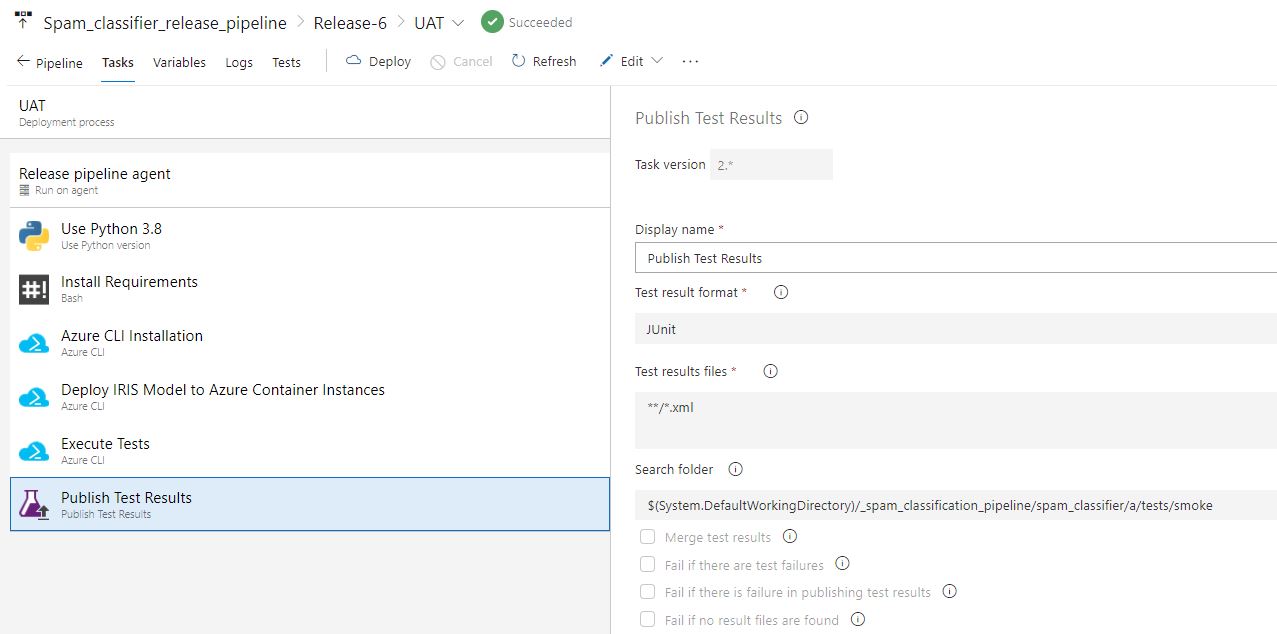 Spam_classifier_release_pipeline > Release-6 > UAT Succeeded
Pipeline Tasks Variables Logs Tests Deploy Cancel Refresh Edit ...
UAT
Deployment process
Release pipeline agent
Run on agent
Use Python 3.8
Use Python version
#!
Install Requirements
Bash
Azure CLI Installation
Azure CLI
Deploy IRIS Model to Azure Container Instances
Azure CLI
Execute Tests
Azure CLI
Publish Test Results
Publish Test Results
Publish Test Results
Task version 2.*
Display name *
Publish Test Results
Test result format *
JUnit
Test results files *
**/*.xml
Search folder
$(System.DefaultWorkingDirectory)/_spam_classification_pipeline/spam_classifier/a/tests/smoke
Merge test results
Fail if there are test failures
Fail if there is failure in publishing test results
Fail if no result files are found